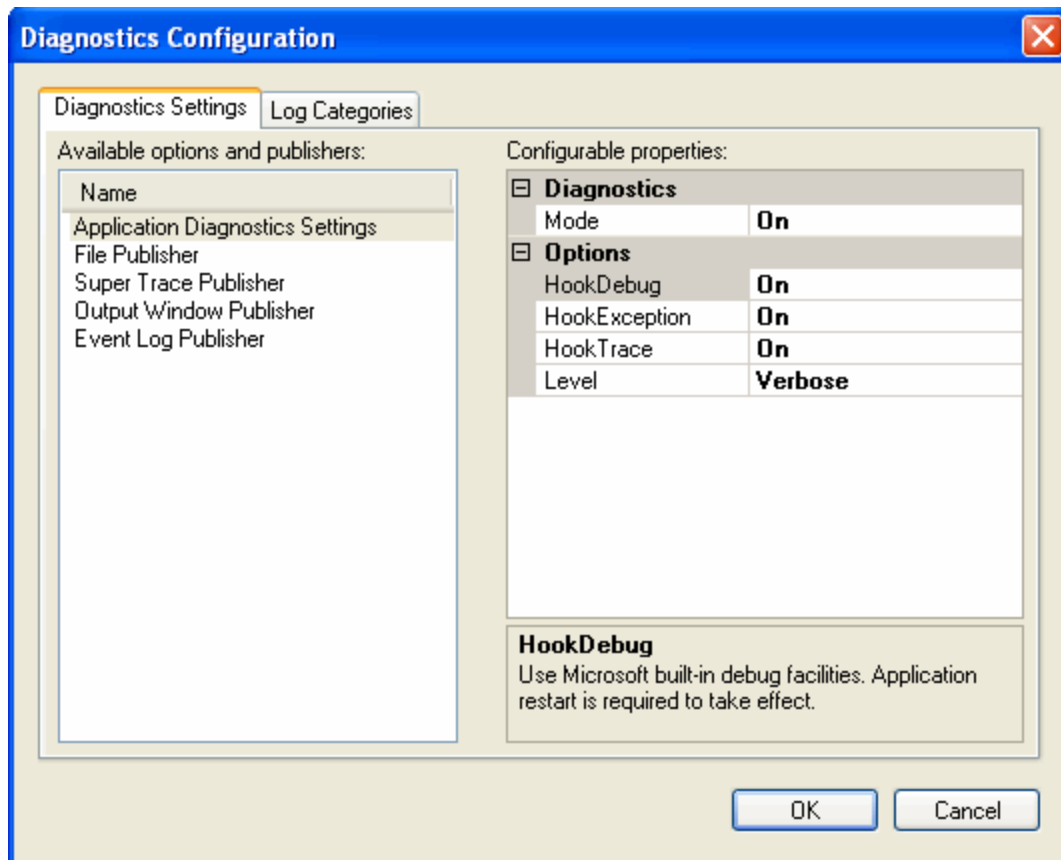 Diagnostics Configuration
Diagnostics Settings
Log Categories
Available options and publishers:
Name
Application Diagnostics Settings
File Publisher
Super Trace Publisher
Output Window Publisher
Event Log Publisher
Configurable properties:
Diagnostics
Mode On
Options
HookDebug On
HookException On
HookTrace On
Level Verbose
HookDebug
Use Microsoft built-in debug facilities. Application
restart is required to take effect.
OK Cancel